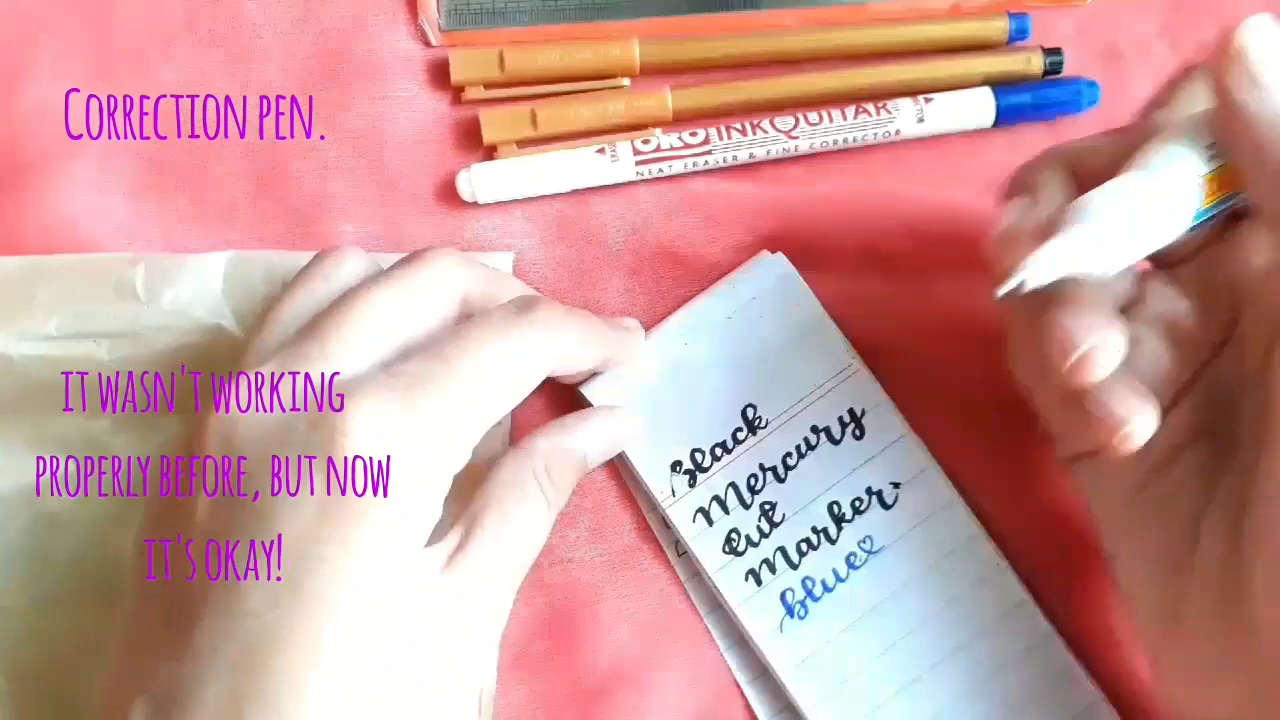 CORRECTION PEN.
ORO INKQUITAR
NEAT ERASER & FINE CORRECTOR
IT WASN'T WORKING
PROPERLY BEFORE, BUT NOW
IT'S OKAY!
Black
Mercury
Cut
Marker.
Blue